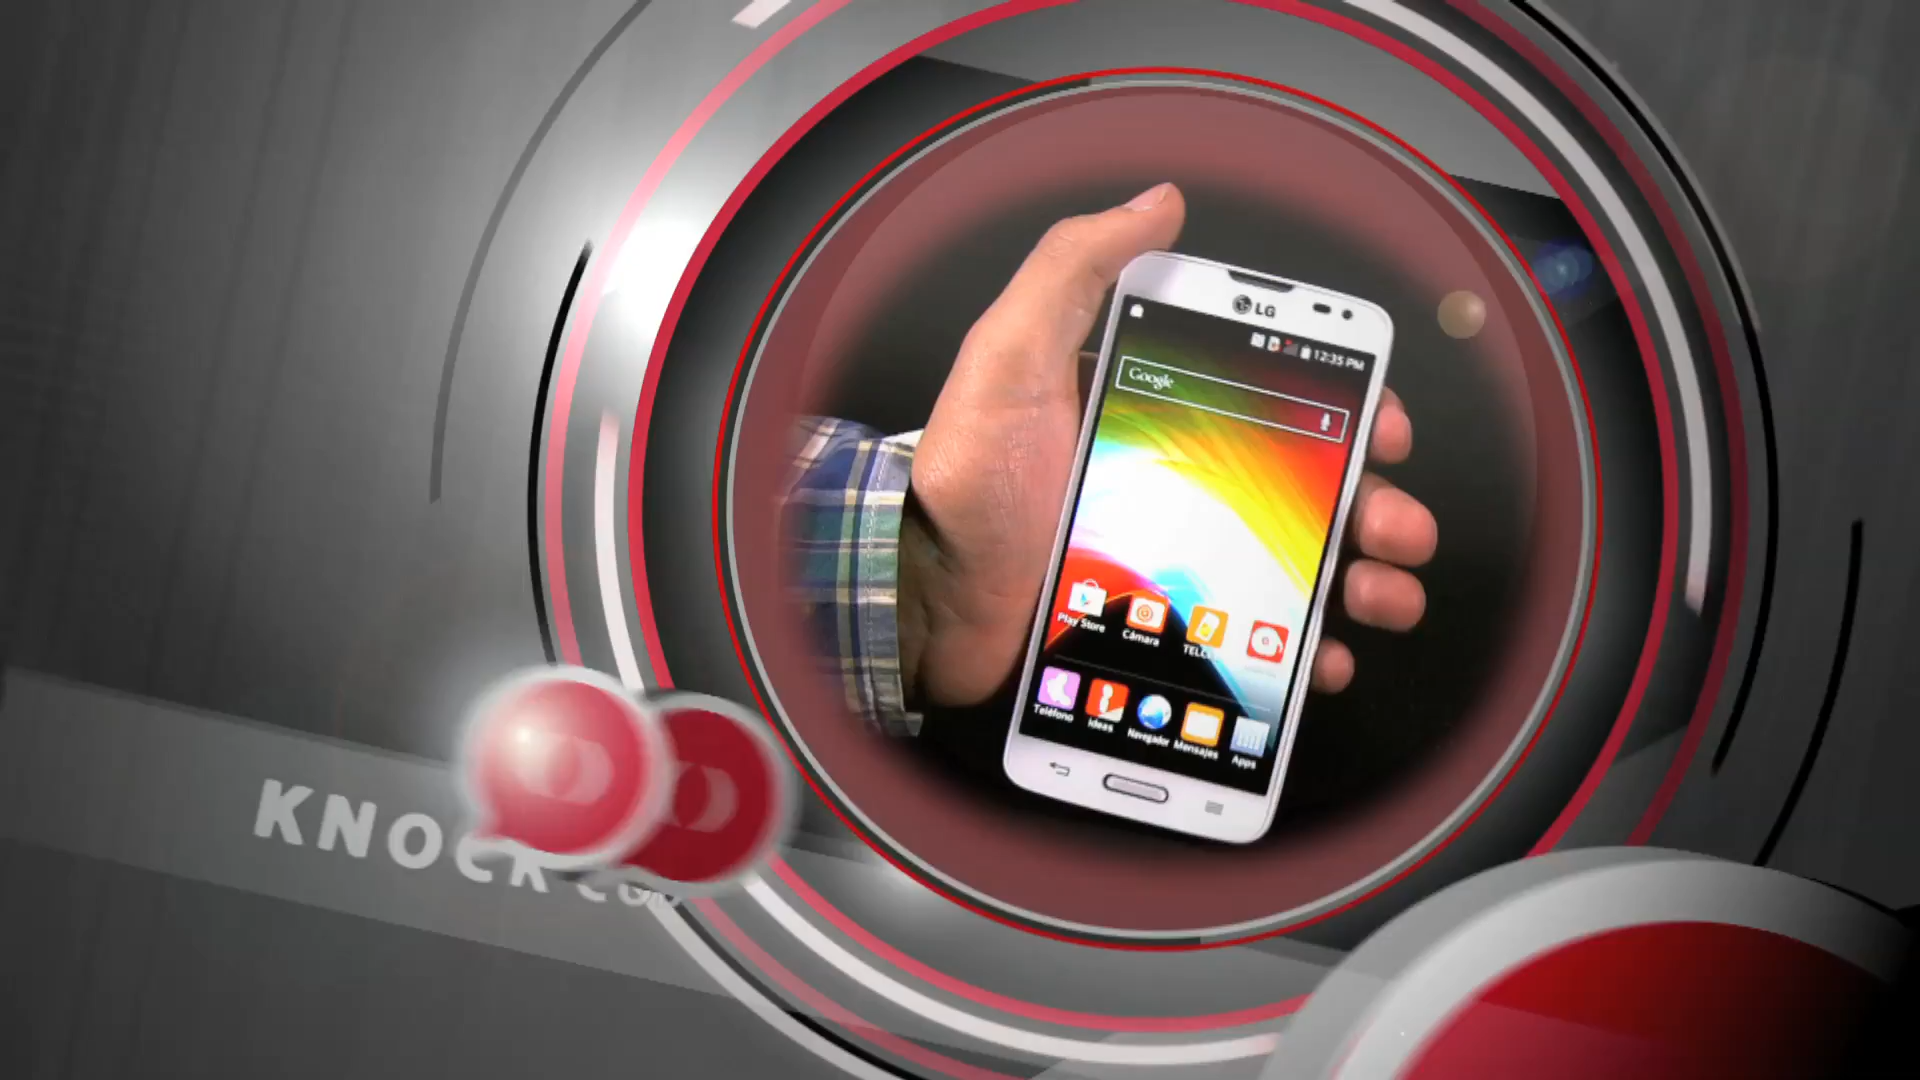 LG
12:35 PM
Google
Play Store
Cámara
Teléfono
Ideas
Navegador
Mensajes
Apps
KNOCK